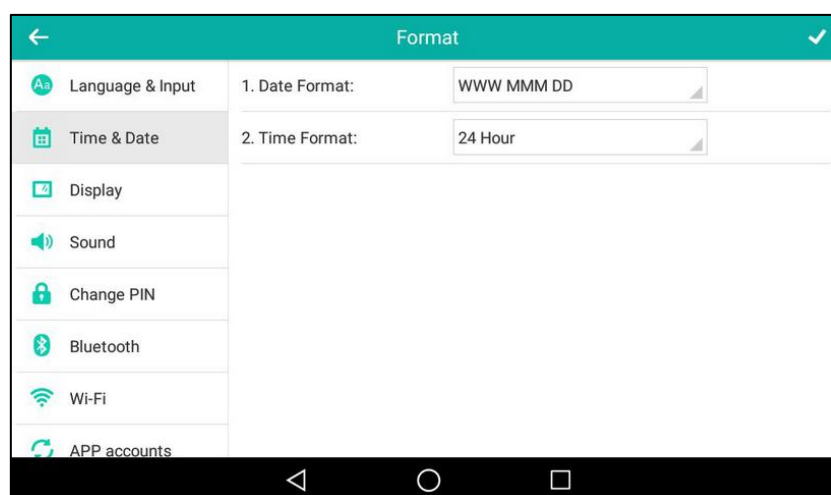 Format
Aa Language & Input
1. Date Format: WWW MMM DD
Time & Date
2. Time Format: 24 Hour
Display
Sound
Change PIN
Bluetooth
Wi-Fi
APP accounts